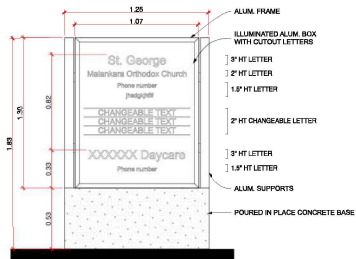 1.25
1.07
ALUM. FRAME
ILLUMINATED ALUM. BOX
WITH CUTOUT LETTERS
St. George
3" HT LETTER
Malankara Orthodox Church
2" HT LETTER
Phone number
1.5" HT LETTER
CHANGEABLE TEXT
CHANGEABLE TEXT
CHANGEABLE TEXT
2" HT CHANGEABLE LETTER
XXXXXX Daycare
3" HT LETTER
Phone number
1.5" HT LETTER
ALUM. SUPPORTS
POURED IN PLACE CONCRETE BASE
1.83
1.30
0.82
0.33
0.53